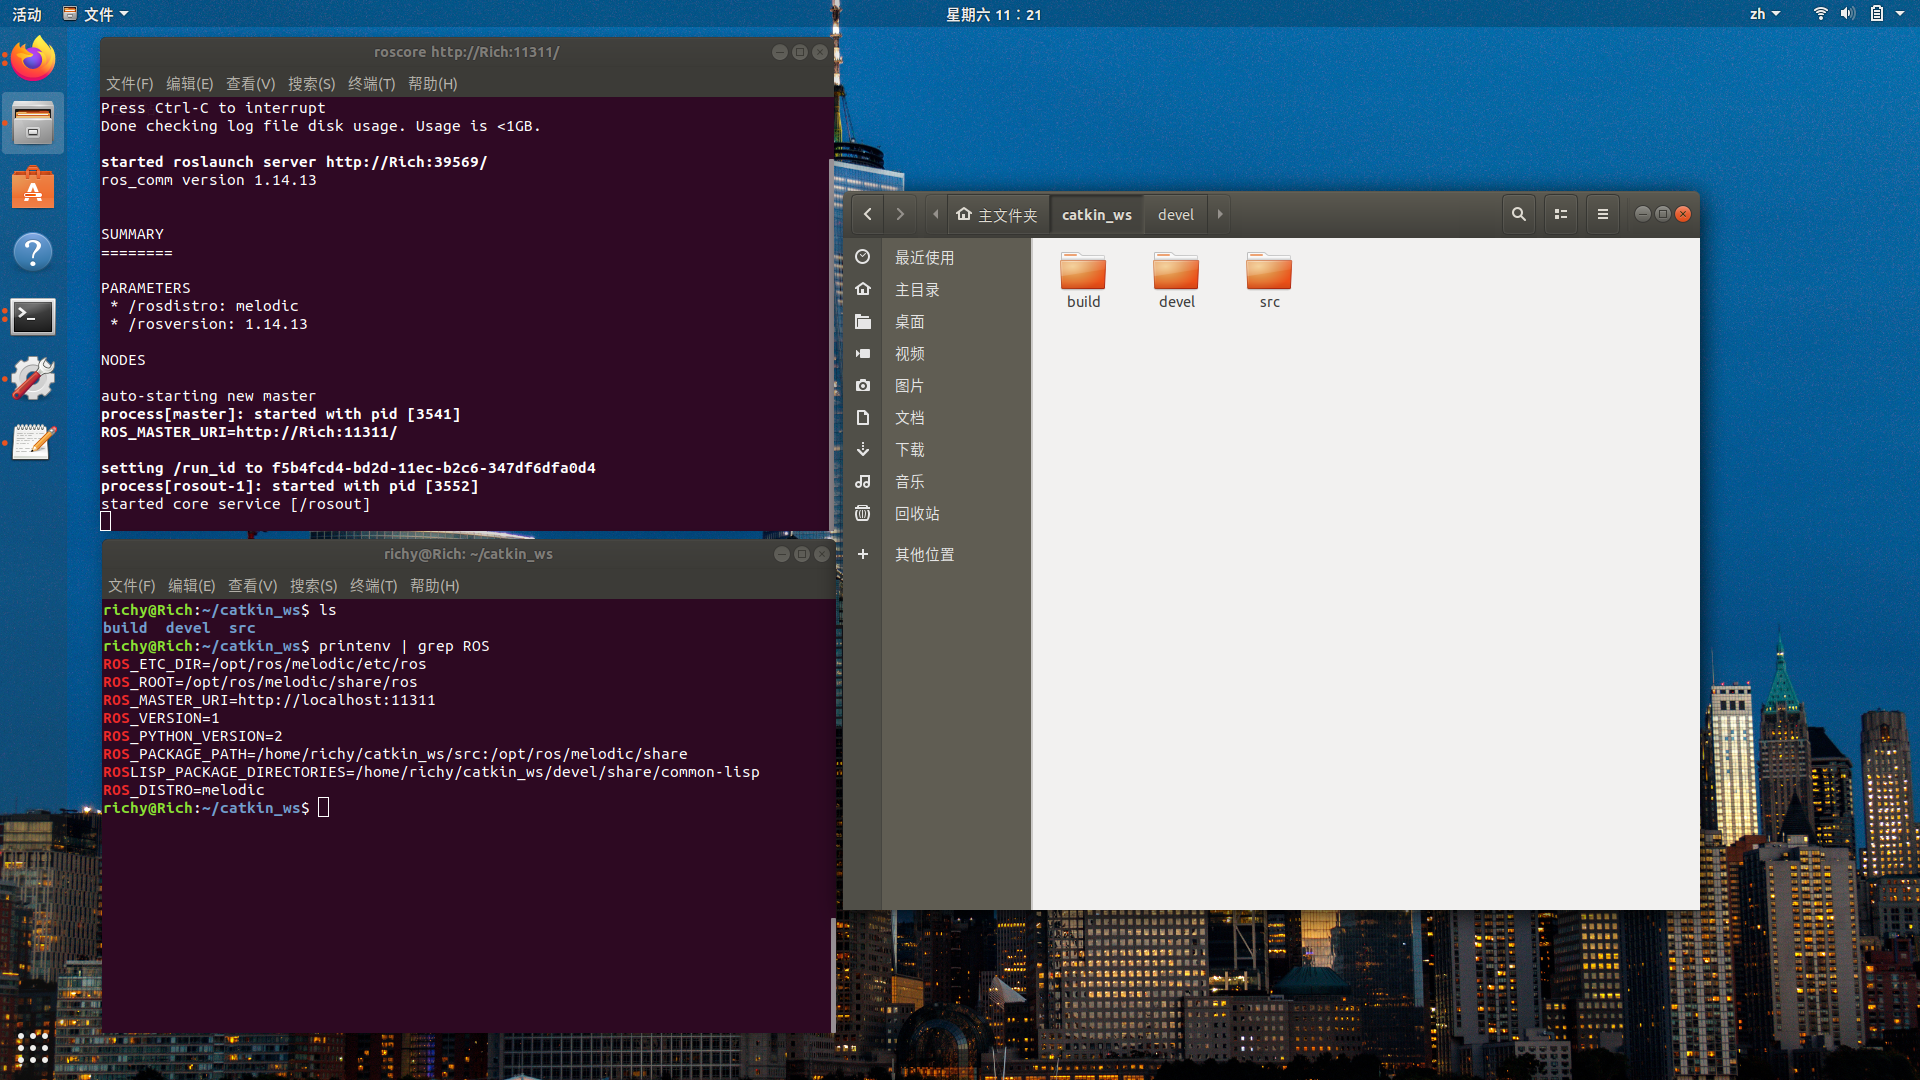 活动 文件 星期六 11：21 zh
roscore http://Rich:11311/
文件(F) 编辑(E) 查看(V) 搜索(S) 终端(T) 帮助(H)
Press Ctrl-C to interrupt
Done checking log file disk usage. Usage is <1GB.
started roslaunch server http://Rich:39569/
ros_comm version 1.14.13
SUMMARY
========
PARAMETERS
* /rosdistro: melodic
* /rosversion: 1.14.13
NODES
auto-starting new master
process[master]: started with pid [3541]
ROS_MASTER_URI=http://Rich:11311/
setting /run_id to f5b4fcd4-bd2d-11ec-b2c6-347df6dfa0d4
process[rosout-1]: started with pid [3552]
started core service [/rosout]
richy@Rich: ~/catkin_ws
文件(F) 编辑(E) 查看(V) 搜索(S) 终端(T) 帮助(H)
richy@Rich:~/catkin_ws$ ls
build devel src
richy@Rich:~/catkin_ws$ printenv | grep ROS
ROS_ETC_DIR=/opt/ros/melodic/etc/ros
ROS_ROOT=/opt/ros/melodic/share/ros
ROS_MASTER_URI=http://localhost:11311
ROS_VERSION=1
ROS_PYTHON_VERSION=2
ROS_PACKAGE_PATH=/home/richy/catkin_ws/src:/opt/ros/melodic/share
ROSLISP_PACKAGE_DIRECTORIES=/home/richy/catkin_ws/devel/share/common-lisp
ROS_DISTRO=melodic
richy@Rich:~/catkin_ws$
主文件夹 catkin_ws devel
最近使用
主目录
桌面
视频
图片
文档
下载
音乐
回收站
其他位置
build devel src